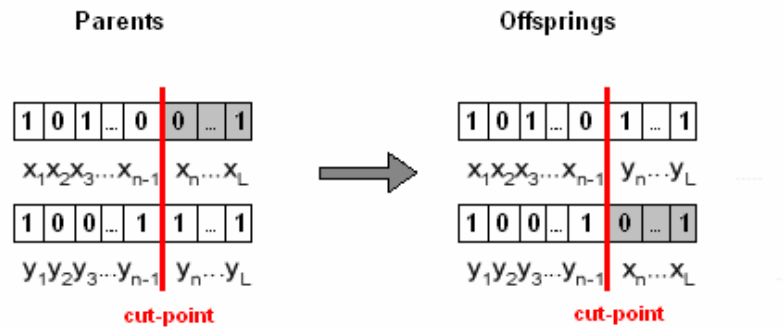 Parents Offsprings
1 0 1 ... 0 0 ... 1 1 0 1 ... 0 1 ... 1
x1x2x3...xn-1 xn...xL x1x2x3...xn-1 yn...yL
1 0 0 ... 1 1 ... 1 1 0 0 ... 1 0 ... 1
y1y2y3...yn-1 yn...yL y1y2y3...yn-1 xn...xL
cut-point cut-point